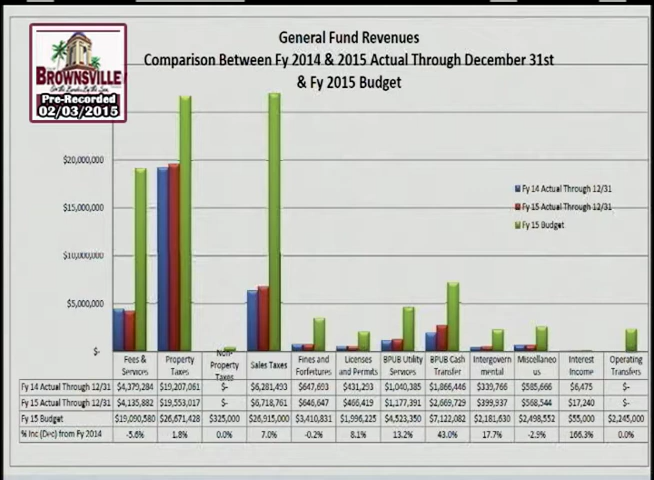 BROWNSVILLE
On the Border By the Sea
Pre-Recorded
02/03/2015
General Fund Revenues
Comparison Between Fy 2014 & 2015 Actual Through December 31st
& Fy 2015 Budget
$20,000,000
$15,000,000
$10,000,000
$5,000,000
$-
Fy 14 Actual Through 12/31
Fy 15 Actual Through 12/31
Fy 15 Budget
Fees & Services Property Taxes Non-Property Taxes Sales Taxes Fines and Forfeitures Licenses and Permits BPUB Utility Services BPUB Cash Transfer Intergovernmental Miscellaneous Interest Income Operating Transfers
Fy 14 Actual Through 12/31 $4,379,284 $19,207,061 $- $6,281,493 $647,693 $431,293 $1,040,385 $1,866,446 $339,766 $585,666 $6,475 $-
Fy 15 Actual Through 12/31 $4,135,882 $19,553,017 $- $6,718,761 $646,647 $466,419 $1,177,391 $2,669,729 $399,937 $568,544 $17,240 $-
Fy 15 Budget $19,090,580 $26,671,428 $325,000 $26,915,000 $3,410,831 $1,996,225 $4,523,350 $7,122,082 $2,181,630 $2,498,552 $55,000 $2,245,000
% Inc (Dec) from Fy 2014 -5.6% 1.8% 0.0% 7.0% -0.2% 8.1% 13.2% 43.0% 17.7% -2.9% 166.3% 0.0%